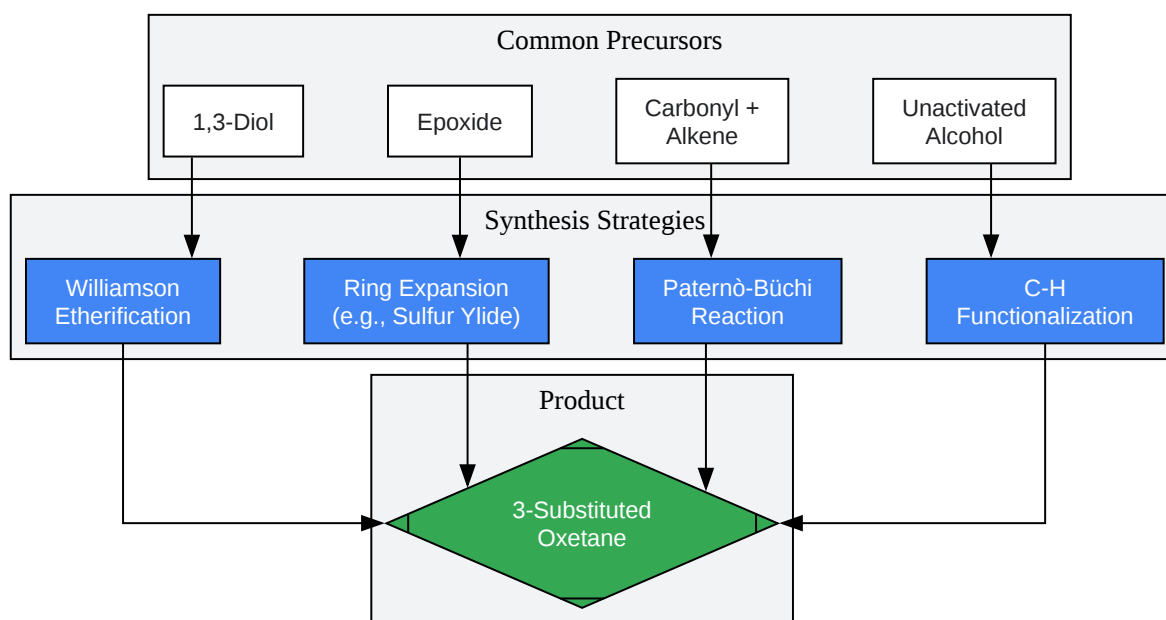 Common Precursors
1,3-Diol
Epoxide
Carbonyl +
Alkene
Unactivated
Alcohol
Synthesis Strategies
Williamson
Etherification
Ring Expansion
(e.g., Sulfur Ylide)
Paternò-Büchi
Reaction
C-H
Functionalization
Product
3-Substituted
Oxetane